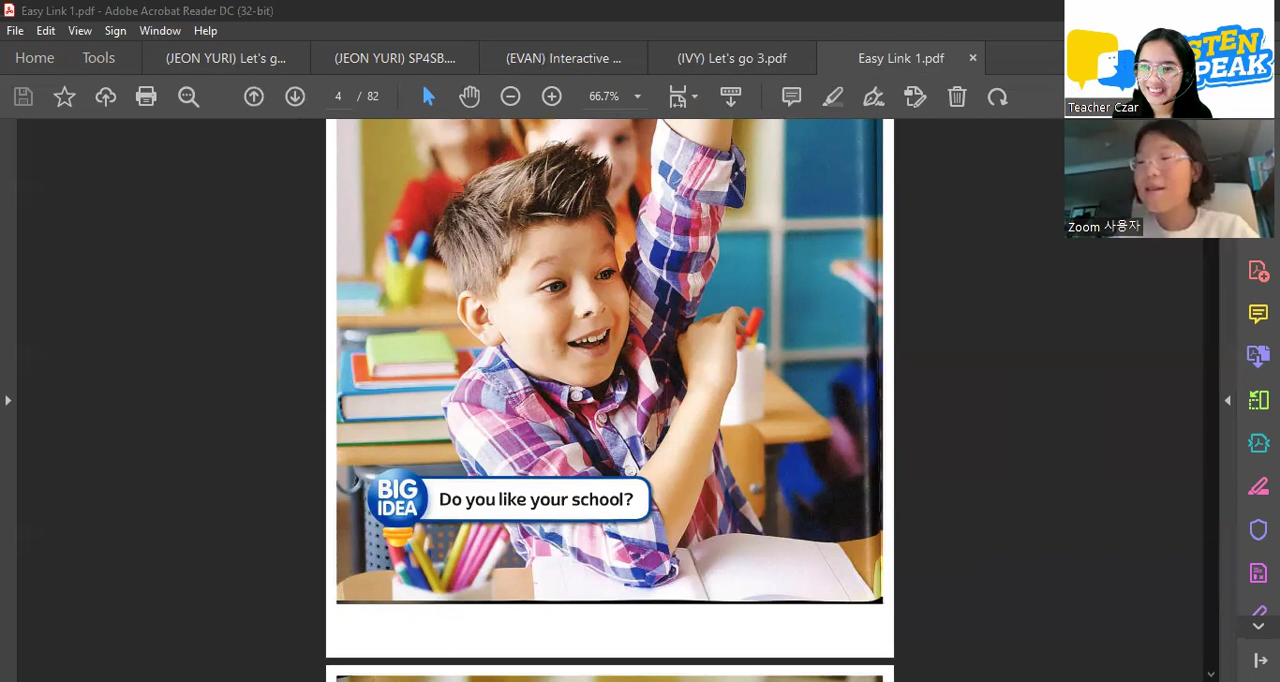 Easy Link 1.pdf - Adobe Acrobat Reader DC (32-bit)
File Edit View Sign Window Help
Home Tools (JEON YURI) Let's g... (JEON YURI) SP4SB.... (EVAN) Interactive ... (IVY) Let's go 3.pdf Easy Link 1.pdf ×
4 / 82 66.7%
STEN
PEAK
Teacher Czar
Zoom 사용자
BIG
IDEA
Do you like your school?